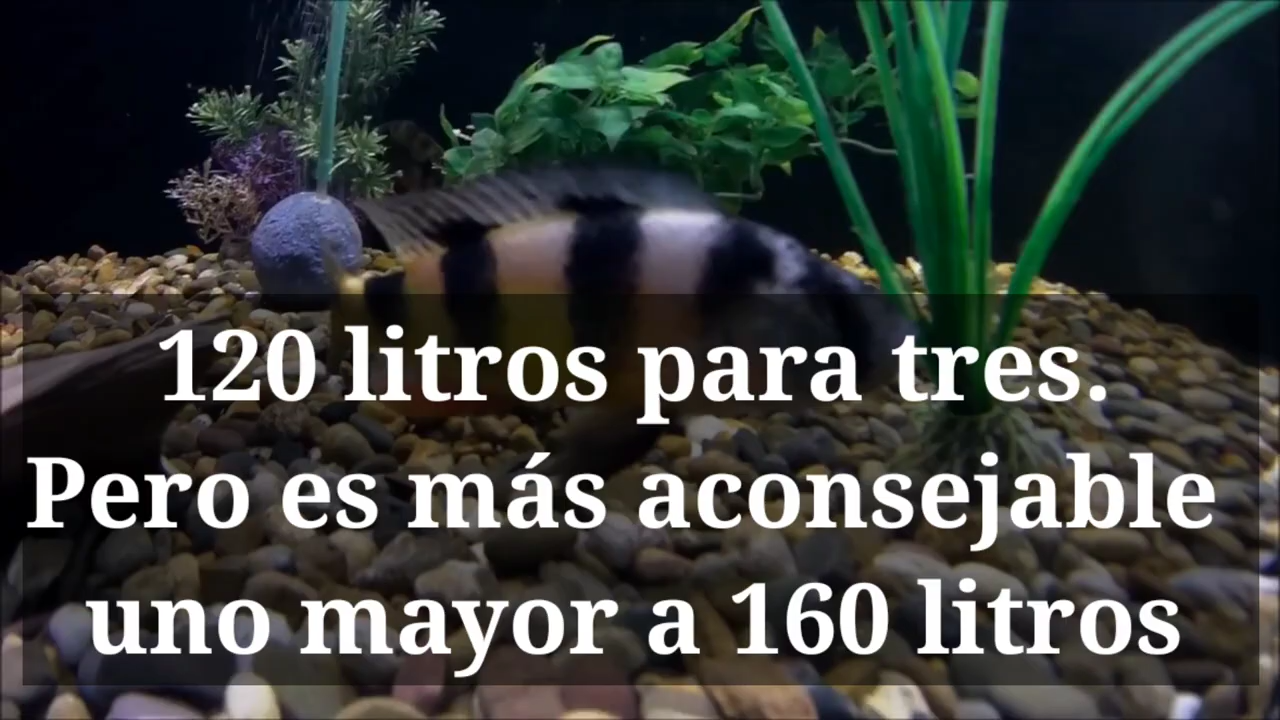 120 litros para tres.
Pero es más aconsejable
uno mayor a 160 litros